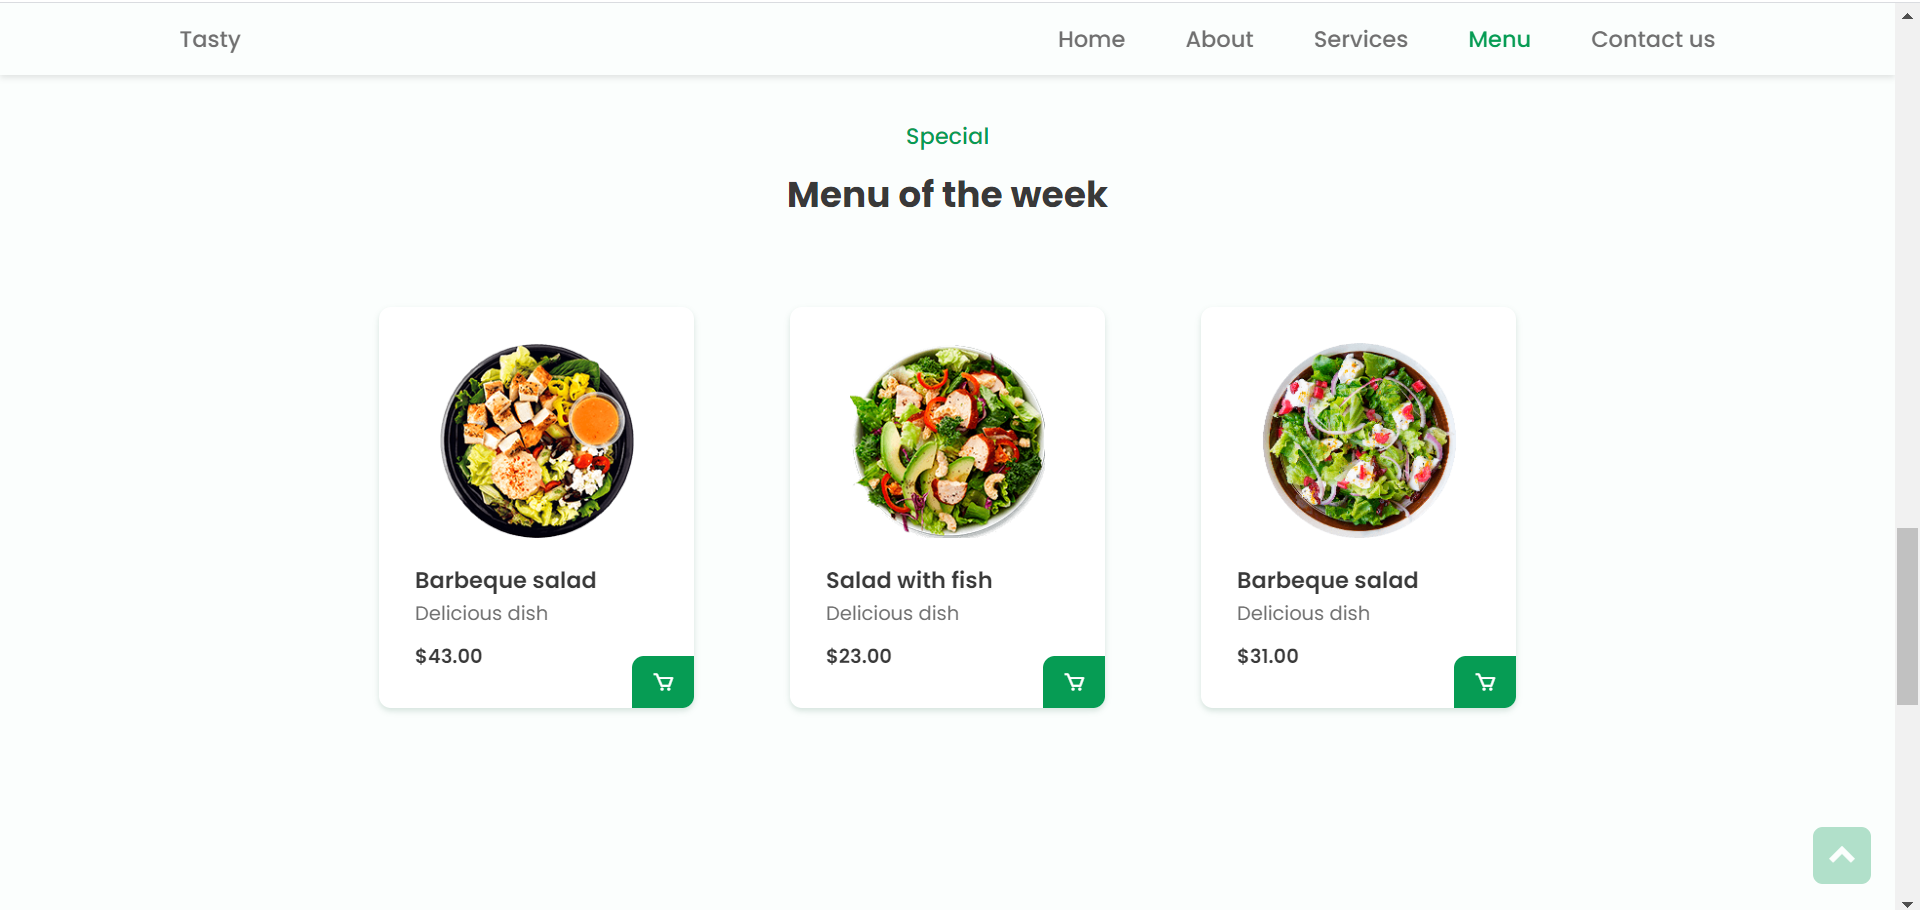 Tasty Home About Services Menu Contact us
Special
Menu of the week
Barbeque salad
Delicious dish
$43.00
Salad with fish
Delicious dish
$23.00
Barbeque salad
Delicious dish
$31.00